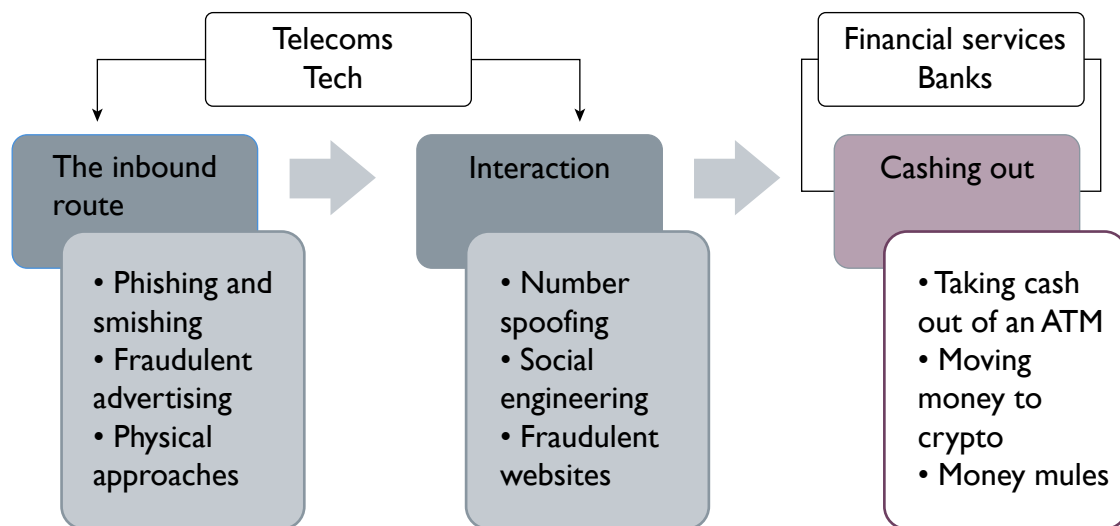 Telecoms
Tech
Financial services
Banks
The inbound
route
Interaction
Cashing out
• Phishing and
smishing
• Fraudulent
advertising
• Physical
approaches
• Number
spoofing
• Social
engineering
• Fraudulent
websites
• Taking cash
out of an ATM
• Moving
money to
crypto
• Money mules